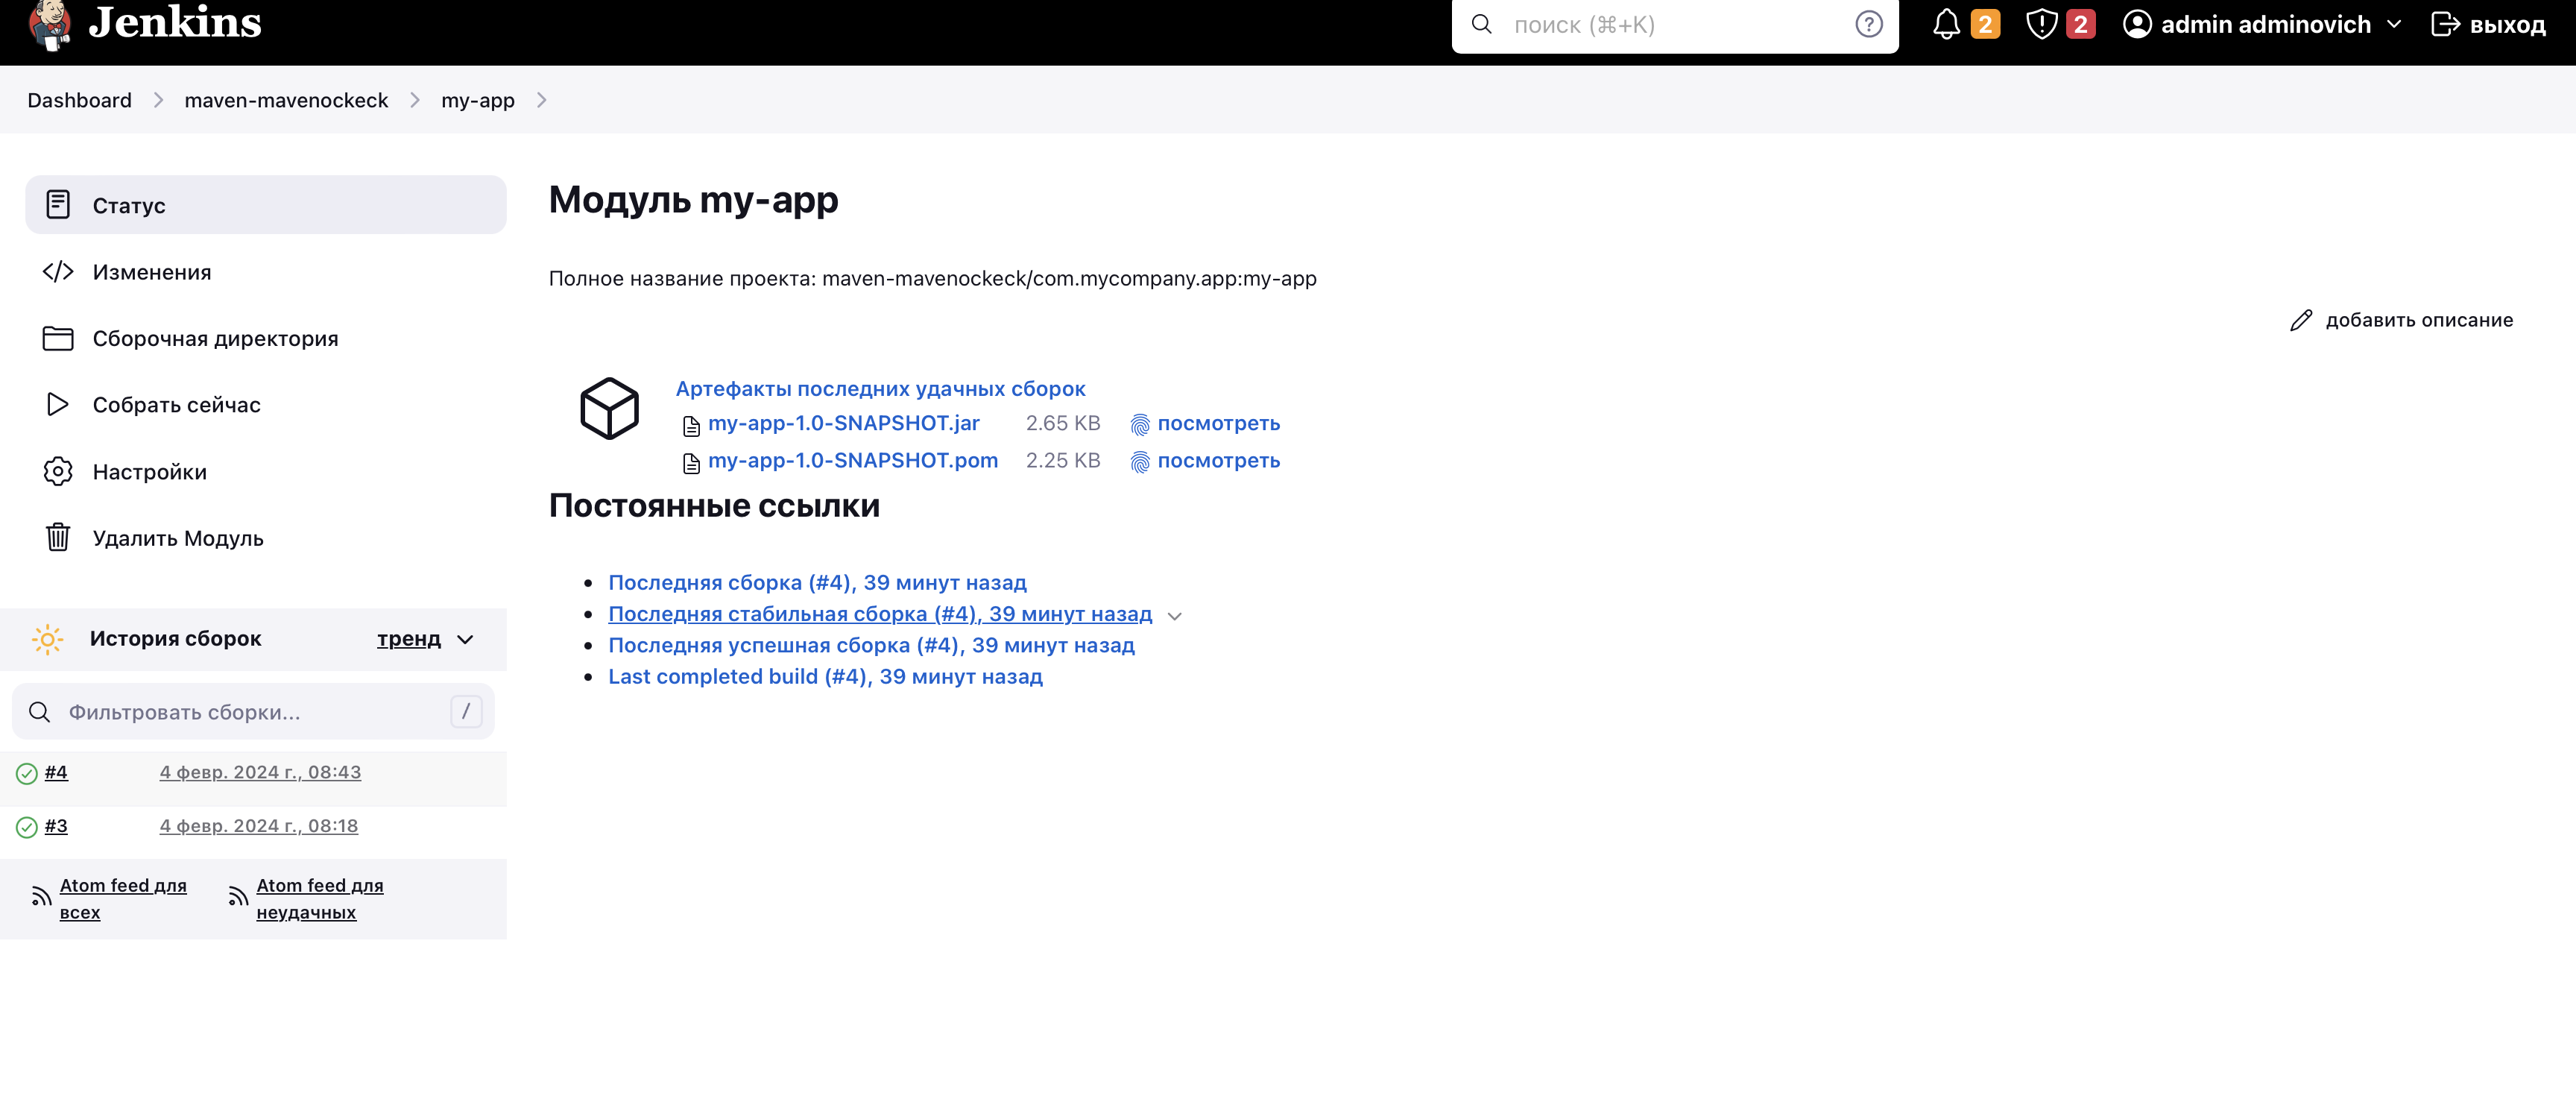 Jenkins
поиск (⌘+K)
2
2
admin adminovich
выход
Dashboard
maven-mavenockeck
my-app
Статус
Изменения
Сборочная директория
Собрать сейчас
Настройки
Удалить Модуль
История сборок
тренд
Фильтровать сборки...
/
#4
4 февр. 2024 г., 08:43
#3
4 февр. 2024 г., 08:18
Atom feed для
всех
Atom feed для
неудачных
Модуль my-app
Полное название проекта: maven-mavenockeck/com.mycompany.app:my-app
добавить описание
Артефакты последних удачных сборок
my-app-1.0-SNAPSHOT.jar 2.65 KB посмотреть
my-app-1.0-SNAPSHOT.pom 2.25 KB посмотреть
Постоянные ссылки
Последняя сборка (#4), 39 минут назад
Последняя стабильная сборка (#4), 39 минут назад
Последняя успешная сборка (#4), 39 минут назад
Last completed build (#4), 39 минут назад